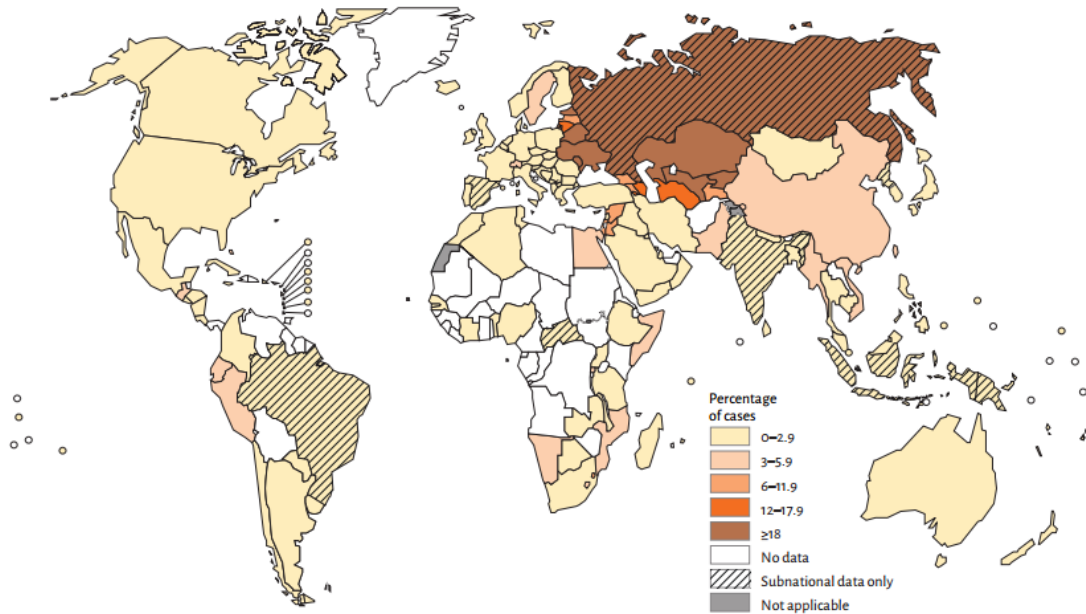 Percentage
of cases
0–2.9
3–5.9
6–11.9
12–17.9
≥18
No data
Subnational data only
Not applicable